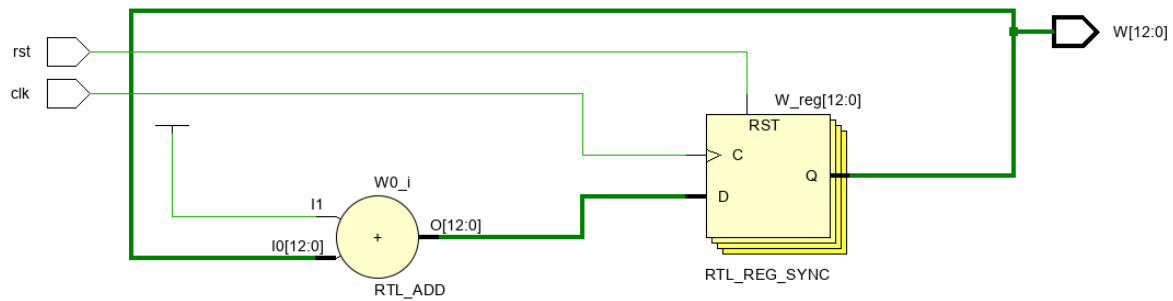 W[12:0]
rst
clk
W_reg[12:0]
RST
C
Q
D
W0_i
I1
O[12:0]
+
I0[12:0]
RTL_REG_SYNC
RTL_ADD